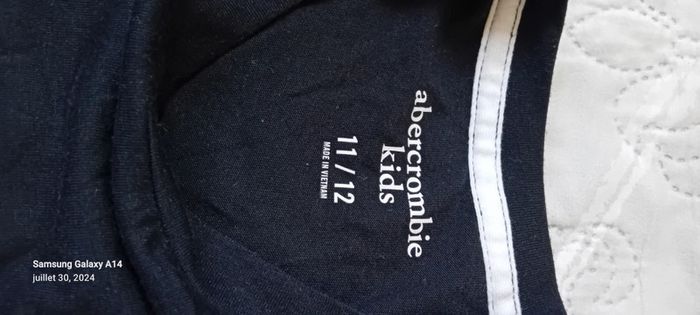 abercrombie
kids
11/12
MADE IN VIETNAM
Samsung Galaxy A14
juillet 30, 2024